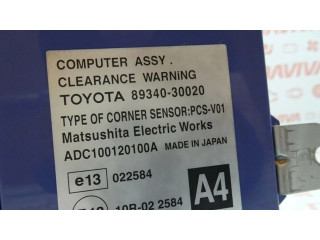 COMPUTER ASSY .
CLEARANCE WARNiNG
TOYOTA 89340-30020
TYPE OF CORNER SENSOR:PCS-V01
Matsushita Electric Works
ADC100120100A MADE IN JAPAN
e13 022584 A4
10R-02 2584